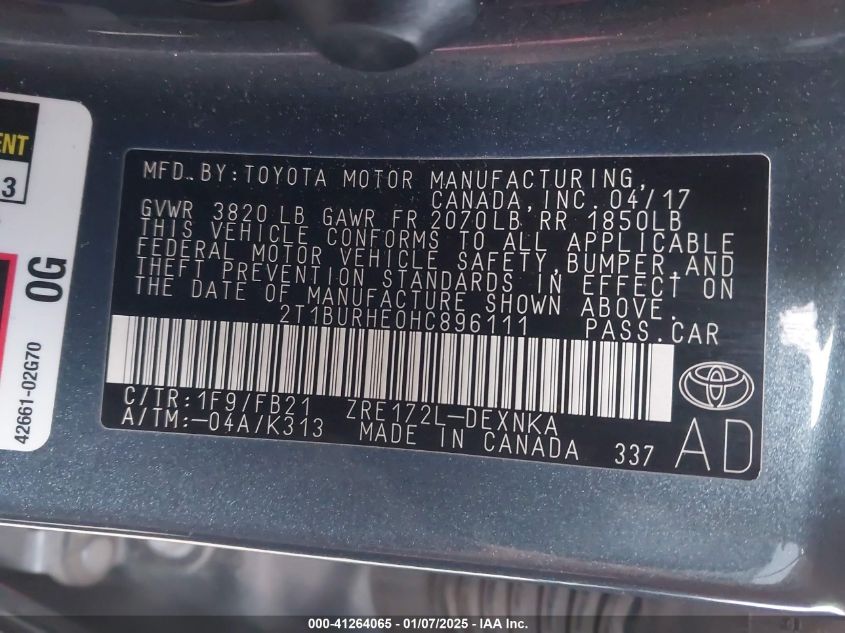 ENT
3
0G
42661-02G70
MFD. BY: TOYOTA MOTOR MANUFACTURING,
CANADA, INC. 04/17
GVWR 3820 LB GAWR FR 2070LB RR 1850LB
THIS VEHICLE CONFORMS TO ALL APPLICABLE
FEDERAL MOTOR VEHICLE SAFETY, BUMPER, AND
THEFT PREVENTION STANDARDS IN EFFECT ON
THE DATE OF MANUFACTURE SHOWN ABOVE.
2T1BURHE0HC896111 PASS.CAR
C/TR: 1F9/FB21 ZRE172L-DEXNKA
A/TM: -04A/K313 MADE IN CANADA 337
AD
000-41264065 - 01/07/2025 - IAA Inc.